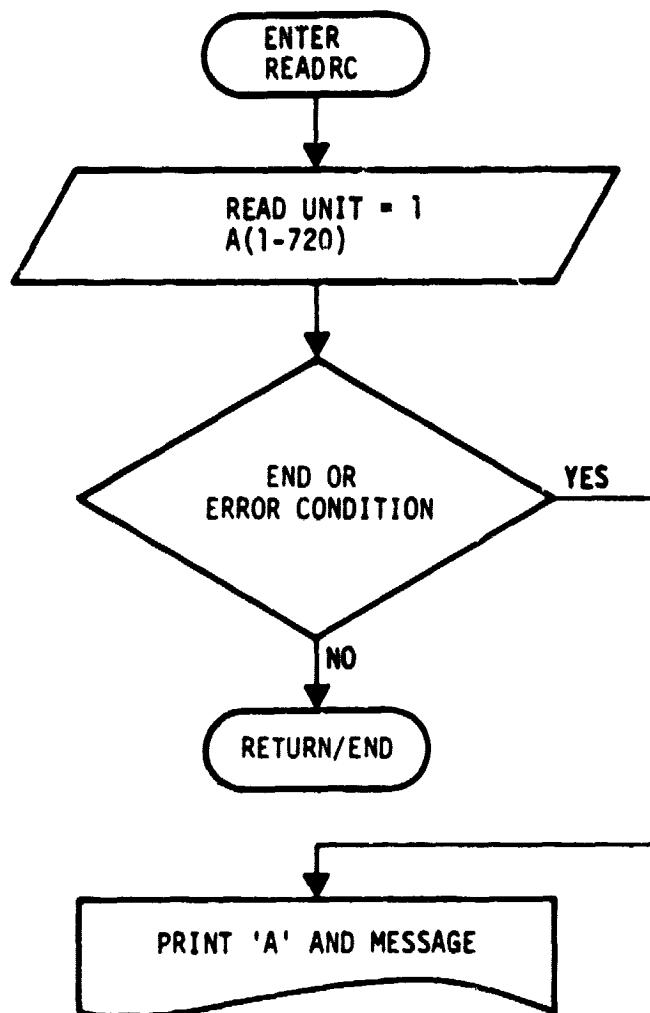 ENTER
READRC
READ UNIT = 1
A(1-720)
END OR
ERROR CONDITION
YES
NO
RETURN/END
PRINT 'A' AND MESSAGE